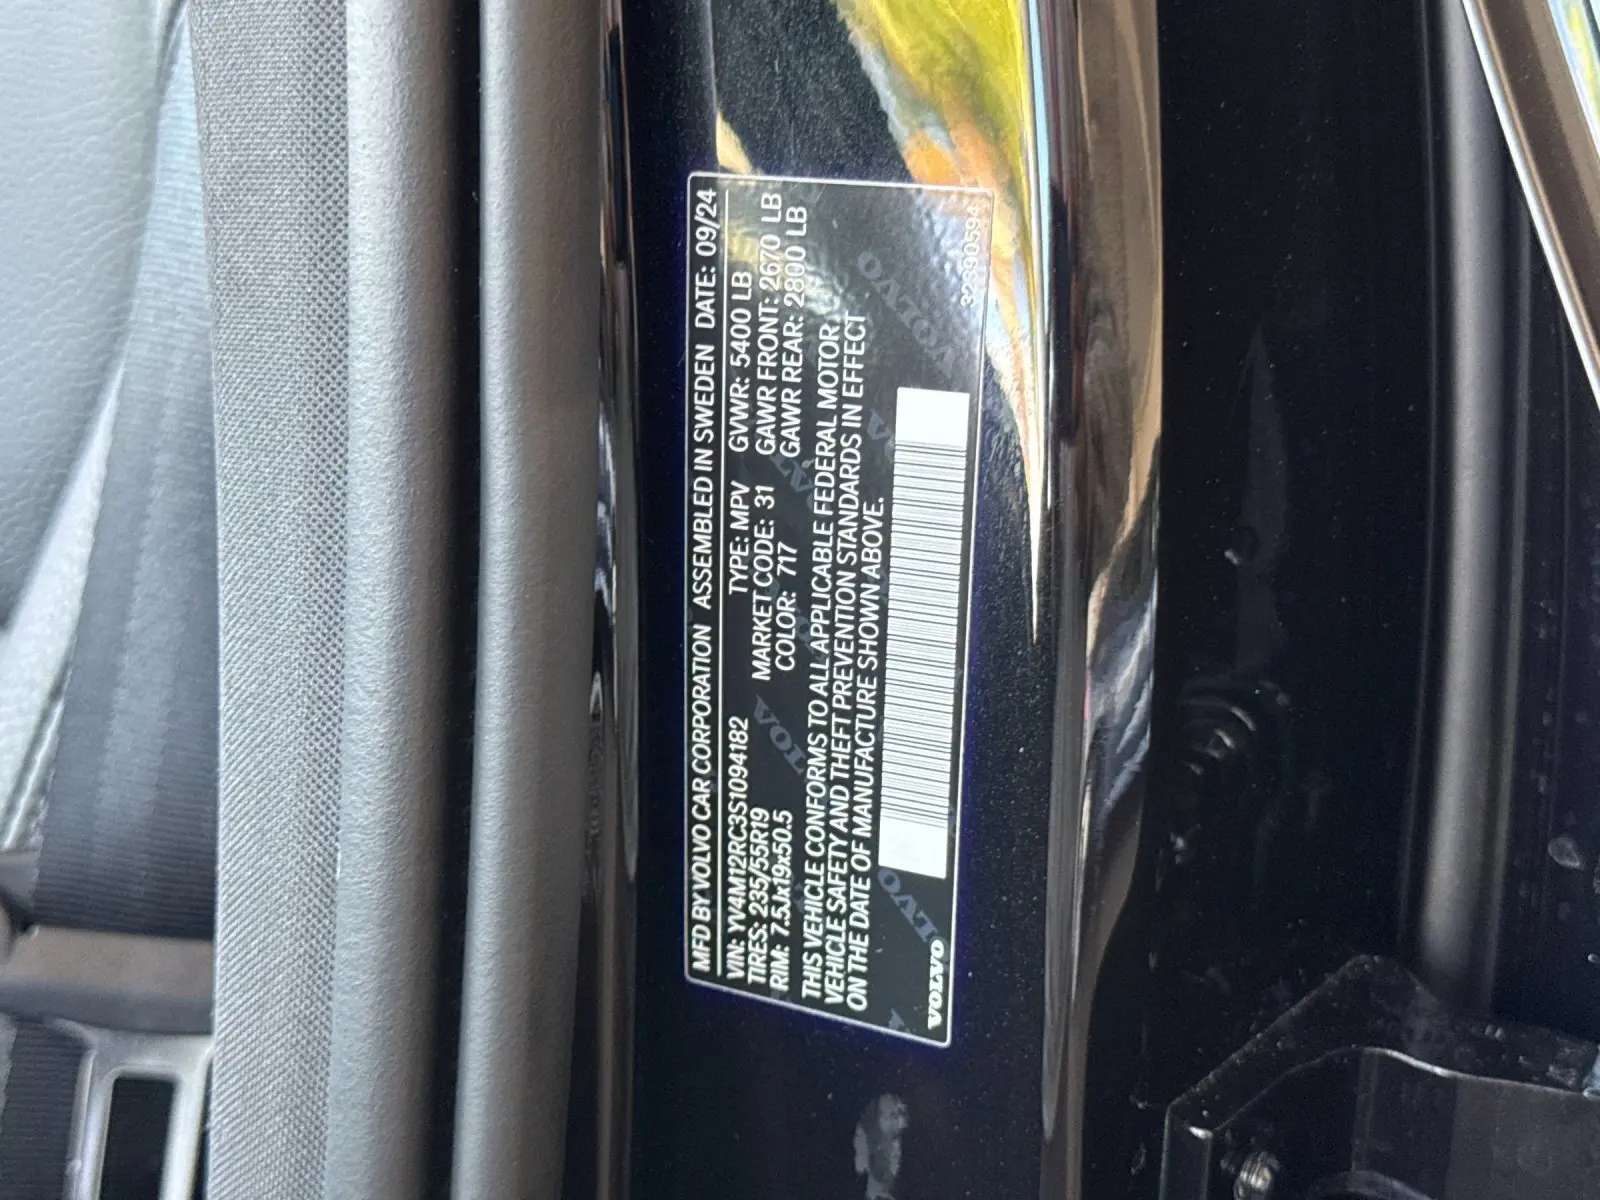 MFD BY VOLVO CAR CORPORATION ASSEMBLED IN SWEDEN DATE: 09/24
VIN: YV4M12RC3S1094182 TYPE: MPV GVWR: 5400 LB
TIRES: 235/55R19 MARKET CODE: 31 GAWR FRONT: 2670 LB
RIM: 7.5Jx19x50.5 COLOR: 717 GAWR REAR: 2800 LB
THIS VEHICLE CONFORMS TO ALL APPLICABLE FEDERAL MOTOR
VEHICLE SAFETY AND THEFT PREVENTION STANDARDS IN EFFECT
ON THE DATE OF MANUFACTURE SHOWN ABOVE.
VOLVO
32330594